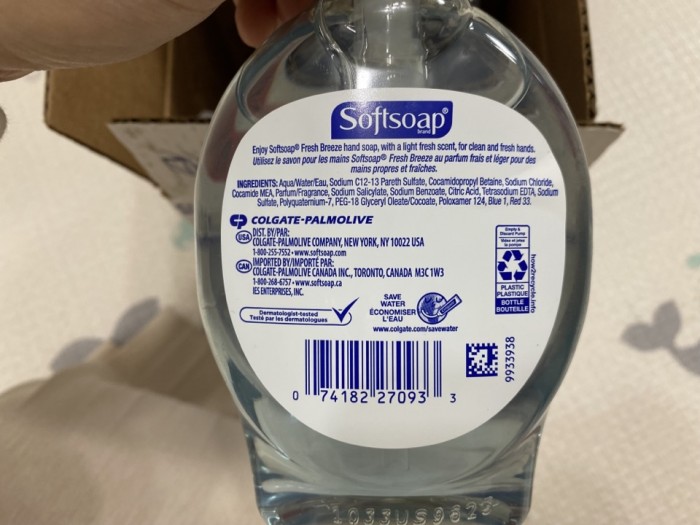 Softsoap®
brand
Enjoy Softsoap® Fresh Breeze hand soap, with a light fresh scent, for clean and fresh hands.
Utilisez le savon pour les mains Softsoap® Fresh Breeze au parfum frais et léger pour des
mains propres et fraîches.
INGREDIENTS: Aqua/Water/Eau, Sodium C12-13 Pareth Sulfate, Cocamidopropyl Betaine, Sodium Chloride,
Cocamide MEA, Parfum/Fragrance, Sodium Salicylate, Sodium Benzoate, Citric Acid, Tetrasodium EDTA, Sodium
Sulfate, Polyquaternium-7, PEG-18 Glyceryl Oleate/Cocoate, Poloxamer 124, Blue 1, Red 33.
COLGATE-PALMOLIVE
USA DIST. BY/PAR:
COLGATE-PALMOLIVE COMPANY, NEW YORK, NY 10022 USA
1-800-255-7552 • www.softsoap.com
CAN IMPORTED BY/IMPORTÉ PAR:
COLGATE-PALMOLIVE CANADA INC., TORONTO, CANADA M3C 1W3
1-800-268-6757 • www.softsoap.ca
IES ENTERPRISES, INC.
Empty &
Discard Pump
Videz et jetez
la pompe
PLASTIC
PLASTIQUE
BOTTLE
BOUTEILLE
how2recycle.info
Dermatologist-tested
Testé par les dermatologues
SAVE
WATER
ÉCONOMISER
L'EAU
www.colgate.com/savewater
0 74182 27093 3
9933938
1033US9623